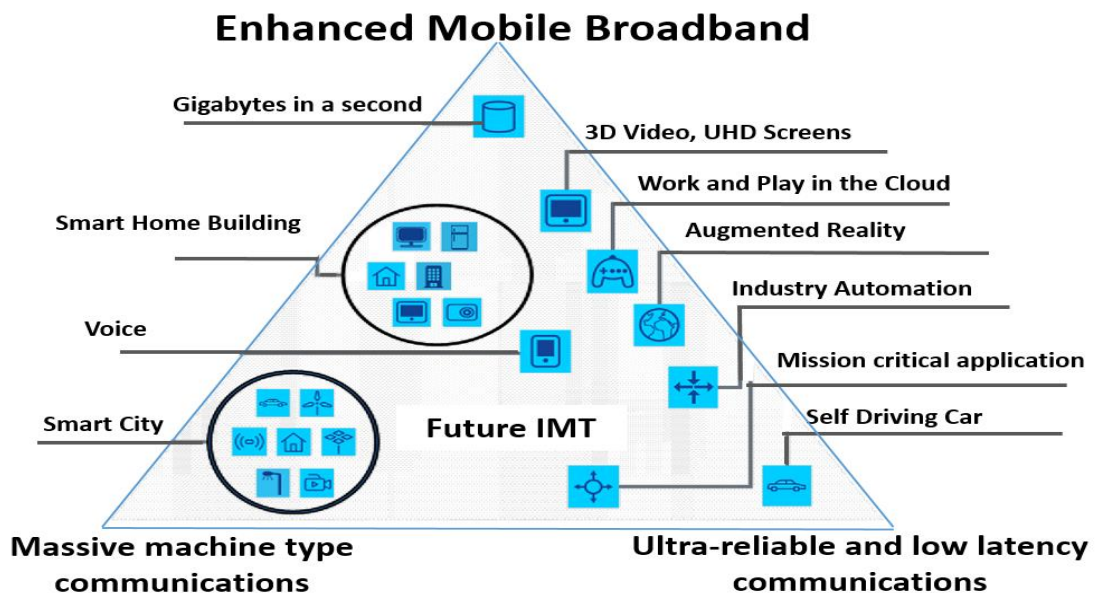 Enhanced Mobile Broadband
Gigabytes in a second
3D Video, UHD Screens
Work and Play in the Cloud
Smart Home Building
Augmented Reality
Industry Automation
Voice
Mission critical application
Smart City
Future IMT
Self Driving Car
Massive machine type
communications
Ultra-reliable and low latency
communications